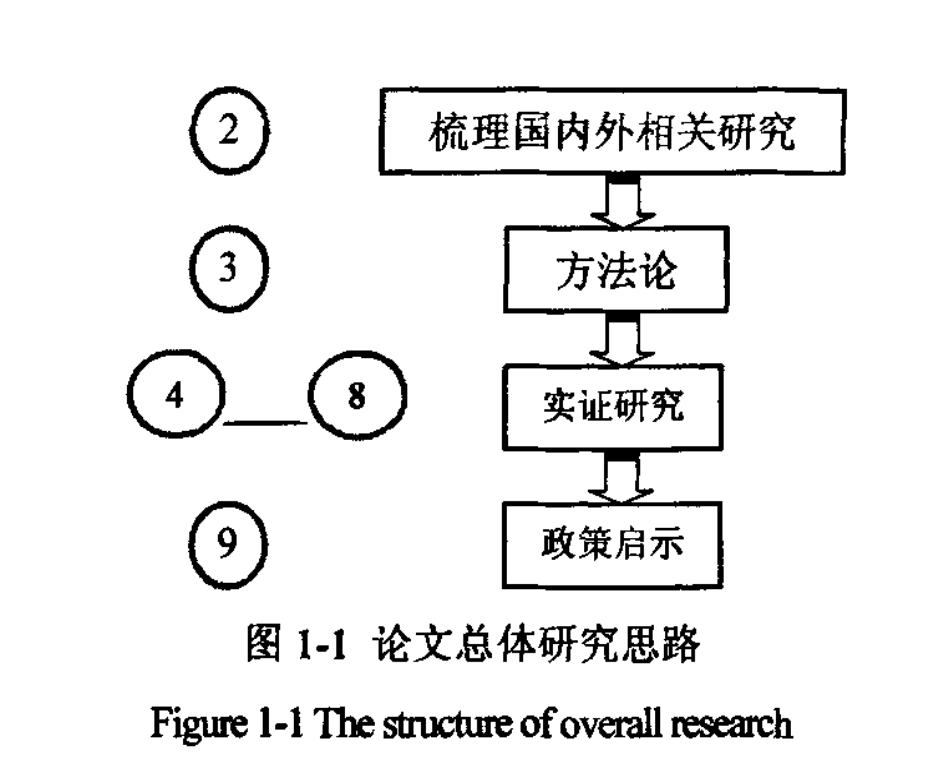 2 梳理国内外相关研究
3 方法论
4 __ 8 实证研究
9 政策启示
图 1-1 论文总体研究思路
Figure 1-1 The structure of overall research